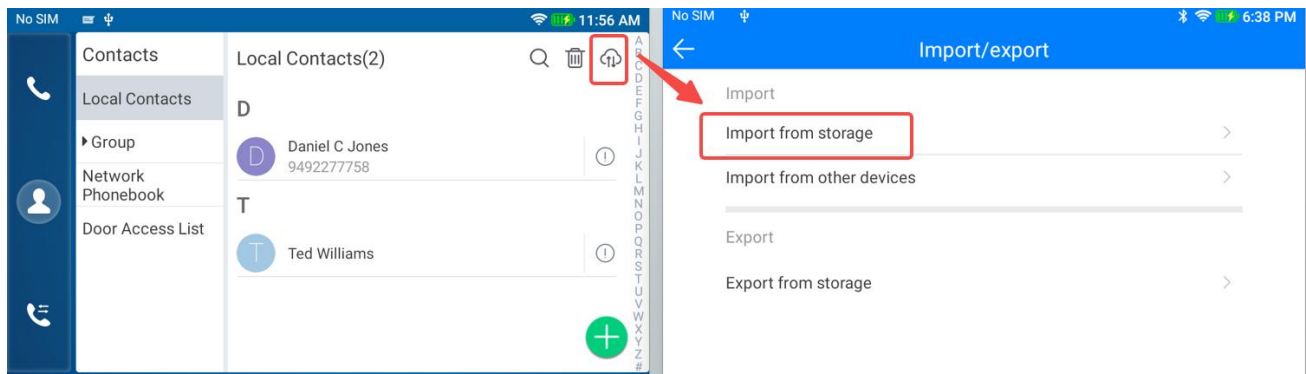 No SIM
11:56 AM
Contacts
Local Contacts
Group
Network
Phonebook
Door Access List
Local Contacts(2)
D
D
Daniel C Jones
9492277758
T
T
Ted Williams
A
B
C
D
E
F
G
H
I
J
K
L
M
N
O
P
Q
R
S
T
U
V
W
X
Y
Z
#
No SIM
6:38 PM
Import/export
Import
Import from storage
Import from other devices
Export
Export from storage